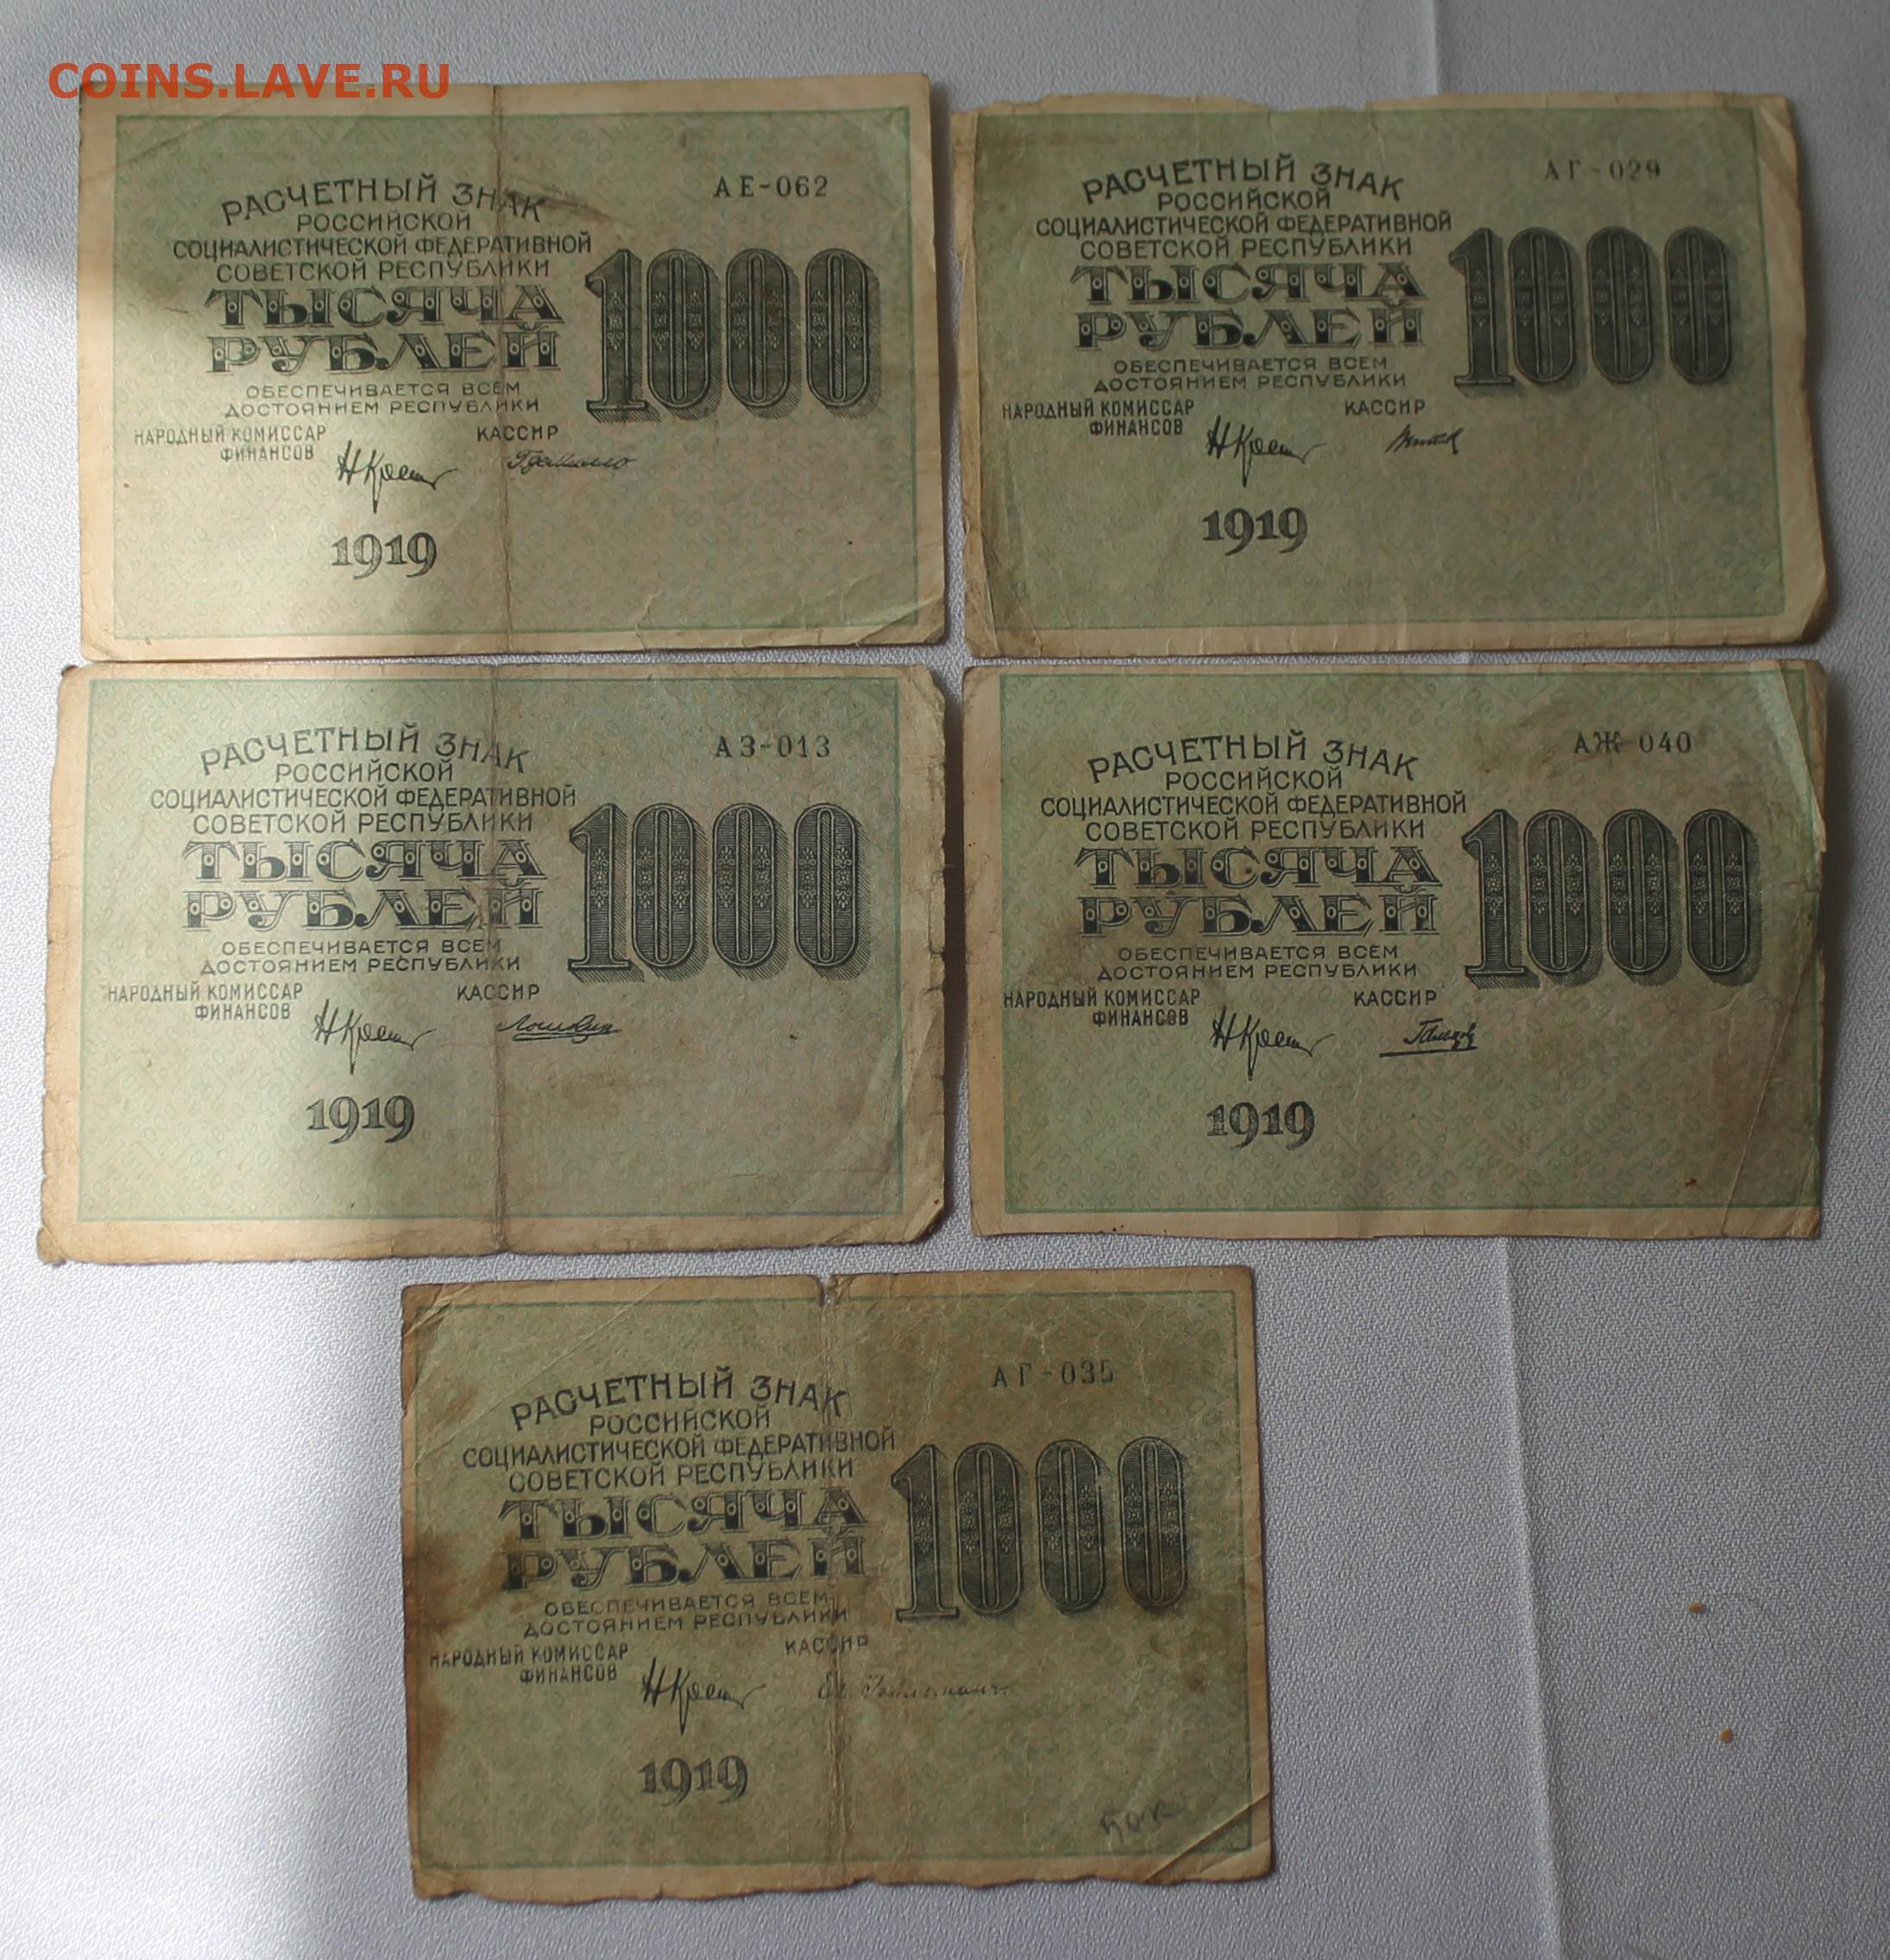 COINS.LAVE.RU
АЕ-062
РАСЧЕТНЫЙ ЗНАК
РОССИЙСКОЙ
СОЦИАЛИСТИЧЕСКОЙ ФЕДЕРАТИВНОЙ
СОВЕТСКОЙ РЕСПУБЛИКИ
ТЫСЯЧА
РУБЛЕЙ
1000
ОБЕСПЕЧИВАЕТСЯ ВСЕМ
ДОСТОЯНИЕМ РЕСПУБЛИКИ
НАРОДНЫЙ КОМИССАР
ФИНАНСОВ
КАССИР
1919
АГ-029
РАСЧЕТНЫЙ ЗНАК
РОССИЙСКОЙ
СОЦИАЛИСТИЧЕСКОЙ ФЕДЕРАТИВНОЙ
СОВЕТСКОЙ РЕСПУБЛИКИ
ТЫСЯЧА
РУБЛЕЙ
1000
ОБЕСПЕЧИВАЕТСЯ ВСЕМ
ДОСТОЯНИЕМ РЕСПУБЛИКИ
НАРОДНЫЙ КОМИССАР
ФИНАНСОВ
КАССИР
1919
АЗ-013
РАСЧЕТНЫЙ ЗНАК
РОССИЙСКОЙ
СОЦИАЛИСТИЧЕСКОЙ ФЕДЕРАТИВНОЙ
СОВЕТСКОЙ РЕСПУБЛИКИ
ТЫСЯЧА
РУБЛЕЙ
1000
ОБЕСПЕЧИВАЕТСЯ ВСЕМ
ДОСТОЯНИЕМ РЕСПУБЛИКИ
НАРОДНЫЙ КОМИССАР
ФИНАНСОВ
КАССИР
1919
АЖ-040
РАСЧЕТНЫЙ ЗНАК
РОССИЙСКОЙ
СОЦИАЛИСТИЧЕСКОЙ ФЕДЕРАТИВНОЙ
СОВЕТСКОЙ РЕСПУБЛИКИ
ТЫСЯЧА
РУБЛЕЙ
1000
ОБЕСПЕЧИВАЕТСЯ ВСЕМ
ДОСТОЯНИЕМ РЕСПУБЛИКИ
НАРОДНЫЙ КОМИССАР
ФИНАНСОВ
КАССИР
1919
АГ-035
РАСЧЕТНЫЙ ЗНАК
РОССИЙСКОЙ
СОЦИАЛИСТИЧЕСКОЙ ФЕДЕРАТИВНОЙ
СОВЕТСКОЙ РЕСПУБЛИКИ
ТЫСЯЧА
РУБЛЕЙ
1000
ОБЕСПЕЧИВАЕТСЯ ВСЕМ
ДОСТОЯНИЕМ РЕСПУБЛИКИ
НАРОДНЫЙ КОМИССАР
ФИНАНСОВ
КАССИР
1919